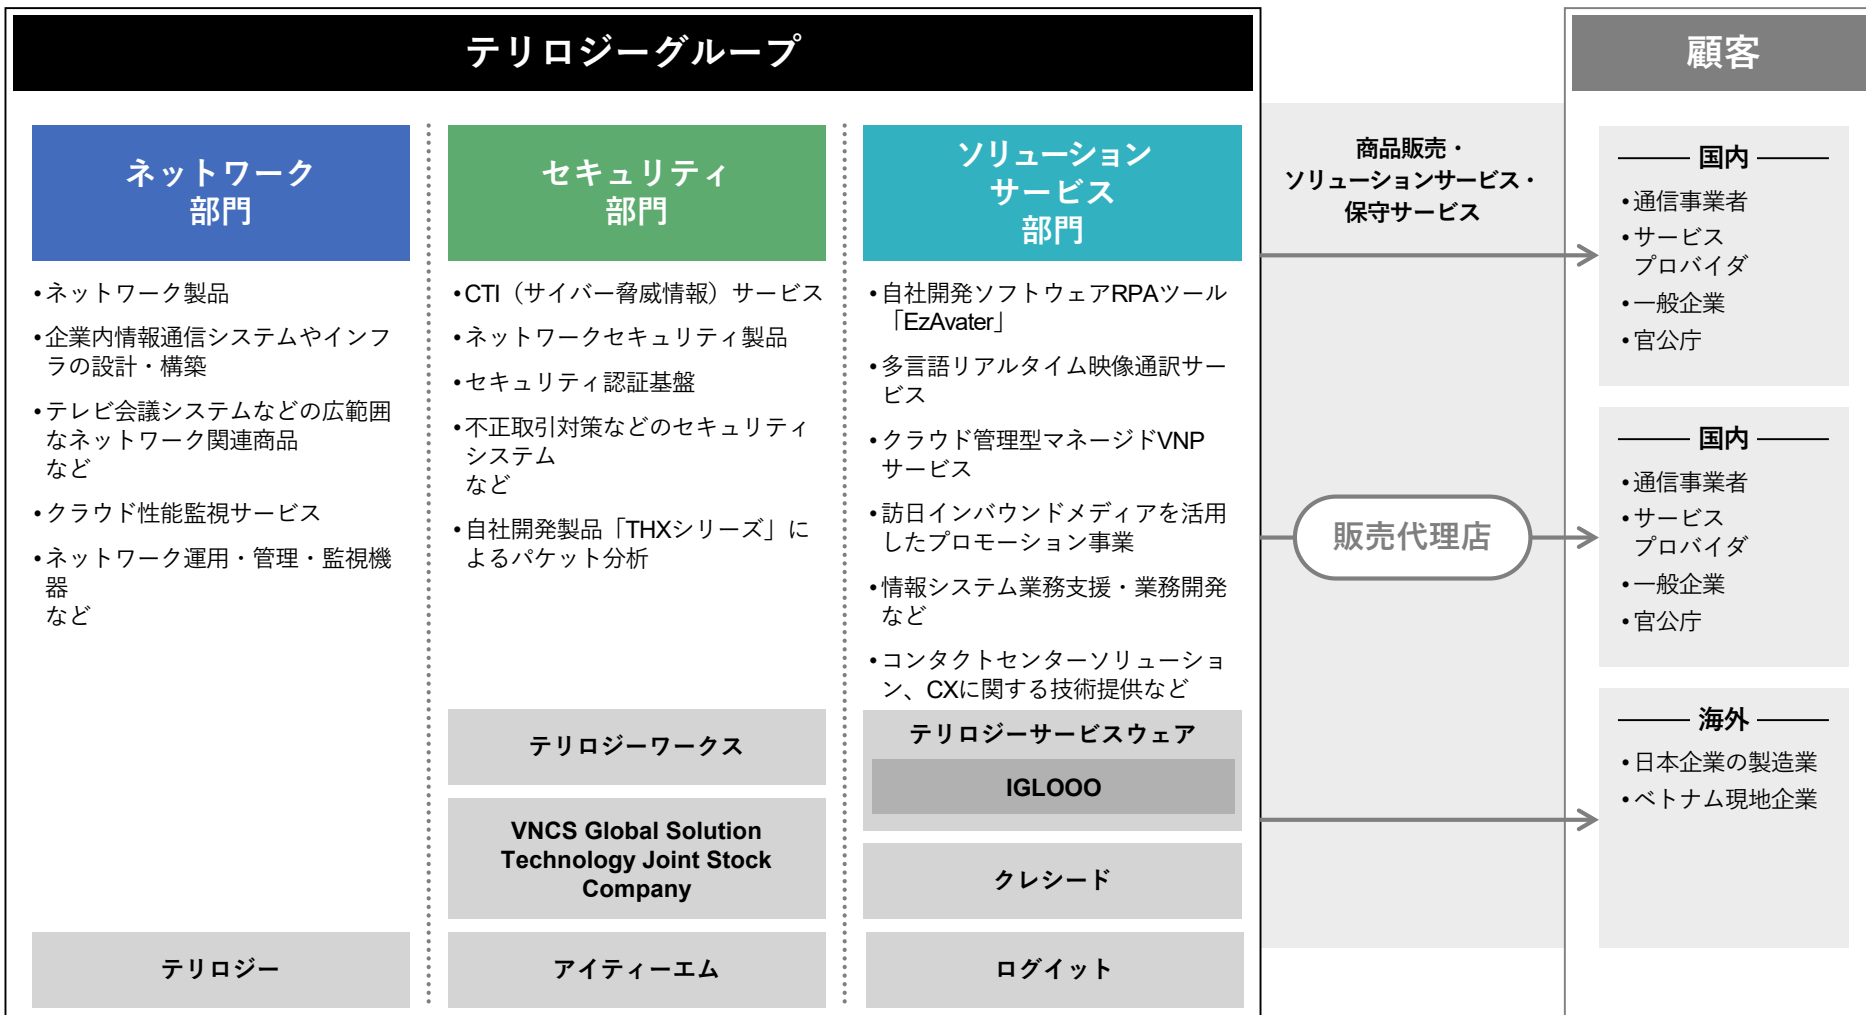 テリロジーグループ
ネットワーク
部門
•ネットワーク製品
•企業内情報通信システムやインフ
ラの設計・構築
•テレビ会議システムなどの広範囲
なネットワーク関連商品
など
•クラウド性能監視サービス
•ネットワーク運用・管理・監視機
器
など
テリロジー
セキュリティ
部門
•CTI（サイバー脅威情報）サービス
•ネットワークセキュリティ製品
•セキュリティ認証基盤
•不正取引対策などのセキュリティ
システム
など
•自社開発製品「THXシリーズ」に
よるパケット分析
テリロジーワークス
VNCS Global Solution
Technology Joint Stock
Company
アイティーエム
ソリューション
サービス
部門
•自社開発ソフトウェアRPAツール
「EzAvater」
•多言語リアルタイム映像通訳サー
ビス
•クラウド管理型マネージドVNP
サービス
•訪日インバウンドメディアを活用
したプロモーション事業
•情報システム業務支援・業務開発
など
•コンタクトセンターソリューショ
ン、CXに関する技術提供など
テリロジーサービスウェア
IGLOOO
クレシード
ログイット
商品販売・
ソリューションサービス・
保守サービス
販売代理店
顧客
国内
•通信事業者
•サービス
プロバイダ
•一般企業
•官公庁
国内
•通信事業者
•サービス
プロバイダ
•一般企業
•官公庁
海外
•日本企業の製造業
•ベトナム現地企業